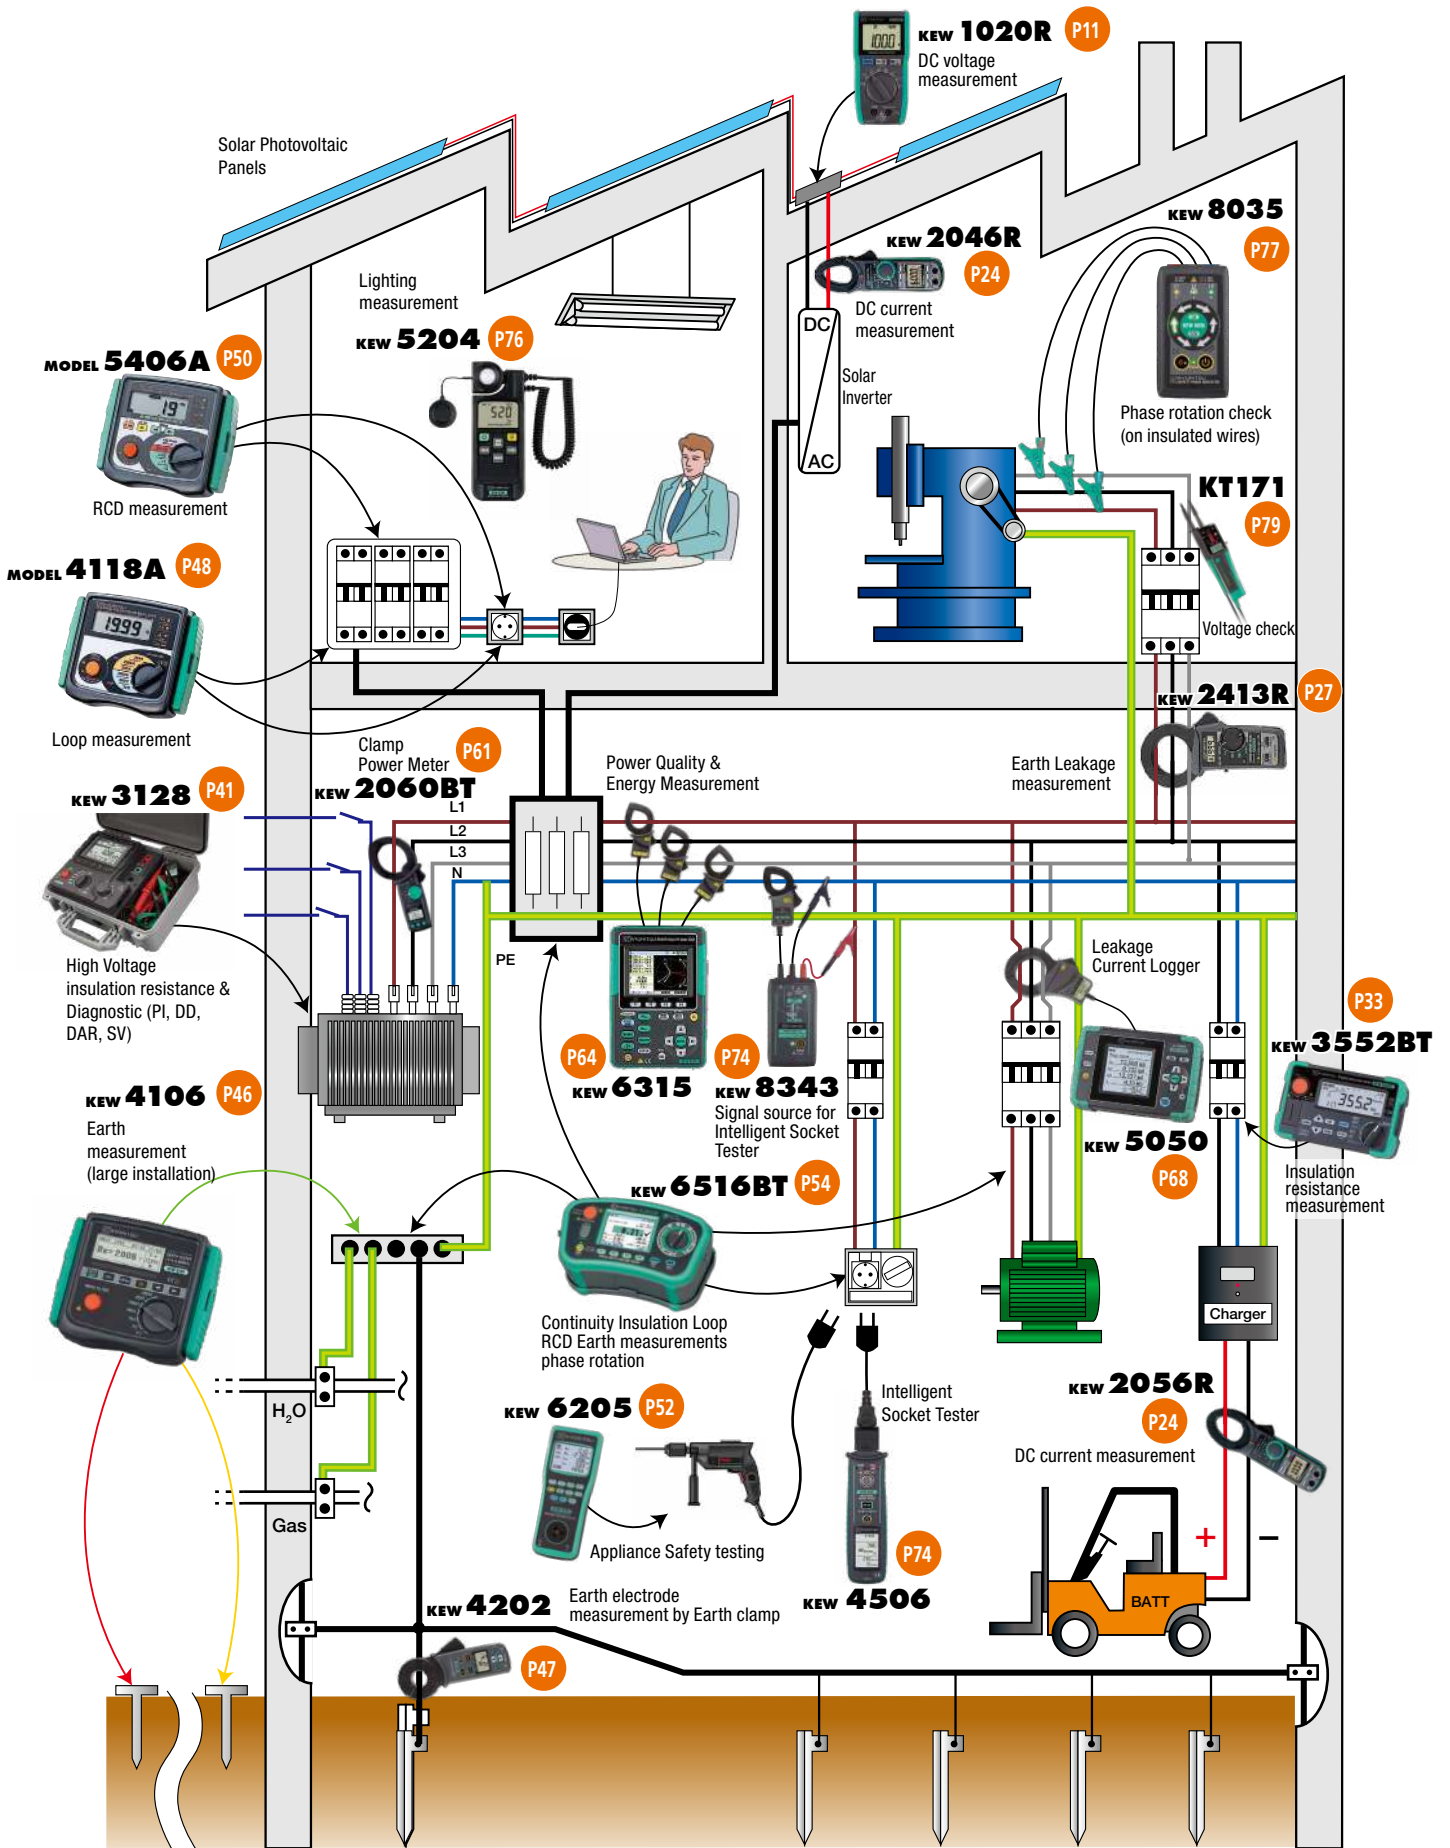 KEW 1020R P11
DC voltage
measurement
Solar Photovoltaic
Panels
KEW 8035
P77
KEW 2046R
P24
DC current
measurement
Lighting
measurement
KEW 5204 P76
MODEL 5406A P50
RCD measurement
DC
AC
Solar
Inverter
Phase rotation check
(on insulated wires)
KT171
P79
Voltage check
MODEL 4118A P48
Loop measurement
KEW 2413R P27
Earth Leakage
measurement
Clamp
Power Meter
P61
KEW 2060BT
Power Quality &
Energy Measurement
KEW 3128 P41
L1
L2
L3
N
PE
High Voltage
insulation resistance &
Diagnostic (PI, DD,
DAR, SV)
Leakage
Current Logger
P64
KEW 6315
P74
KEW 8343
Signal source for
Intelligent Socket
Tester
P33
KEW 3552BT
KEW 5050
P68
Insulation
resistance
measurement
KEW 4106 P46
Earth
measurement
(large installation)
KEW 6516BT P54
Continuity Insulation Loop
RCD Earth measurements
phase rotation
Charger
H₂O
Gas
KEW 6205 P52
Appliance Safety testing
Intelligent
Socket Tester
P74
KEW 4506
KEW 2056R
P24
DC current measurement
+
−
BATT
KEW 4202
Earth electrode
measurement by Earth clamp
P47